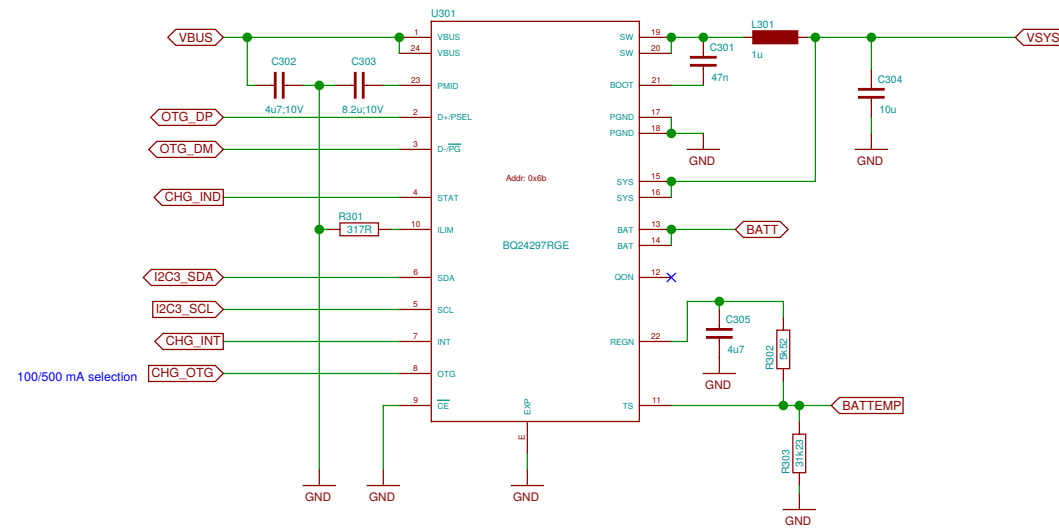 U301
VBUS
1
VBUS
24
VBUS
C302
4u7;10V
C303
8.2u;10V
23
PMID
OTG_DP
2
D+/PSEL
OTG_DM
3
D-/PG
CHG_IND
4
STAT
R301
317R
10
ILIM
I2C3_SDA
6
SDA
I2C3_SCL
5
SCL
CHG_INT
7
INT
100/500 mA selection
CHG_OTG
8
OTG
9
CE
Addr: 0x6b
BQ24297RGE
EXP
E
GND
GND
GND
SW
19
SW
20
BOOT
21
C301
47n
L301
1u
VSYS
C304
10u
GND
PGND
17
PGND
18
GND
SYS
15
SYS
16
BAT
13
BAT
14
BATT
QON
12
REGN
22
C305
4u7
GND
R302
5k52
TS
11
BATTEMP
R303
31k23
GND